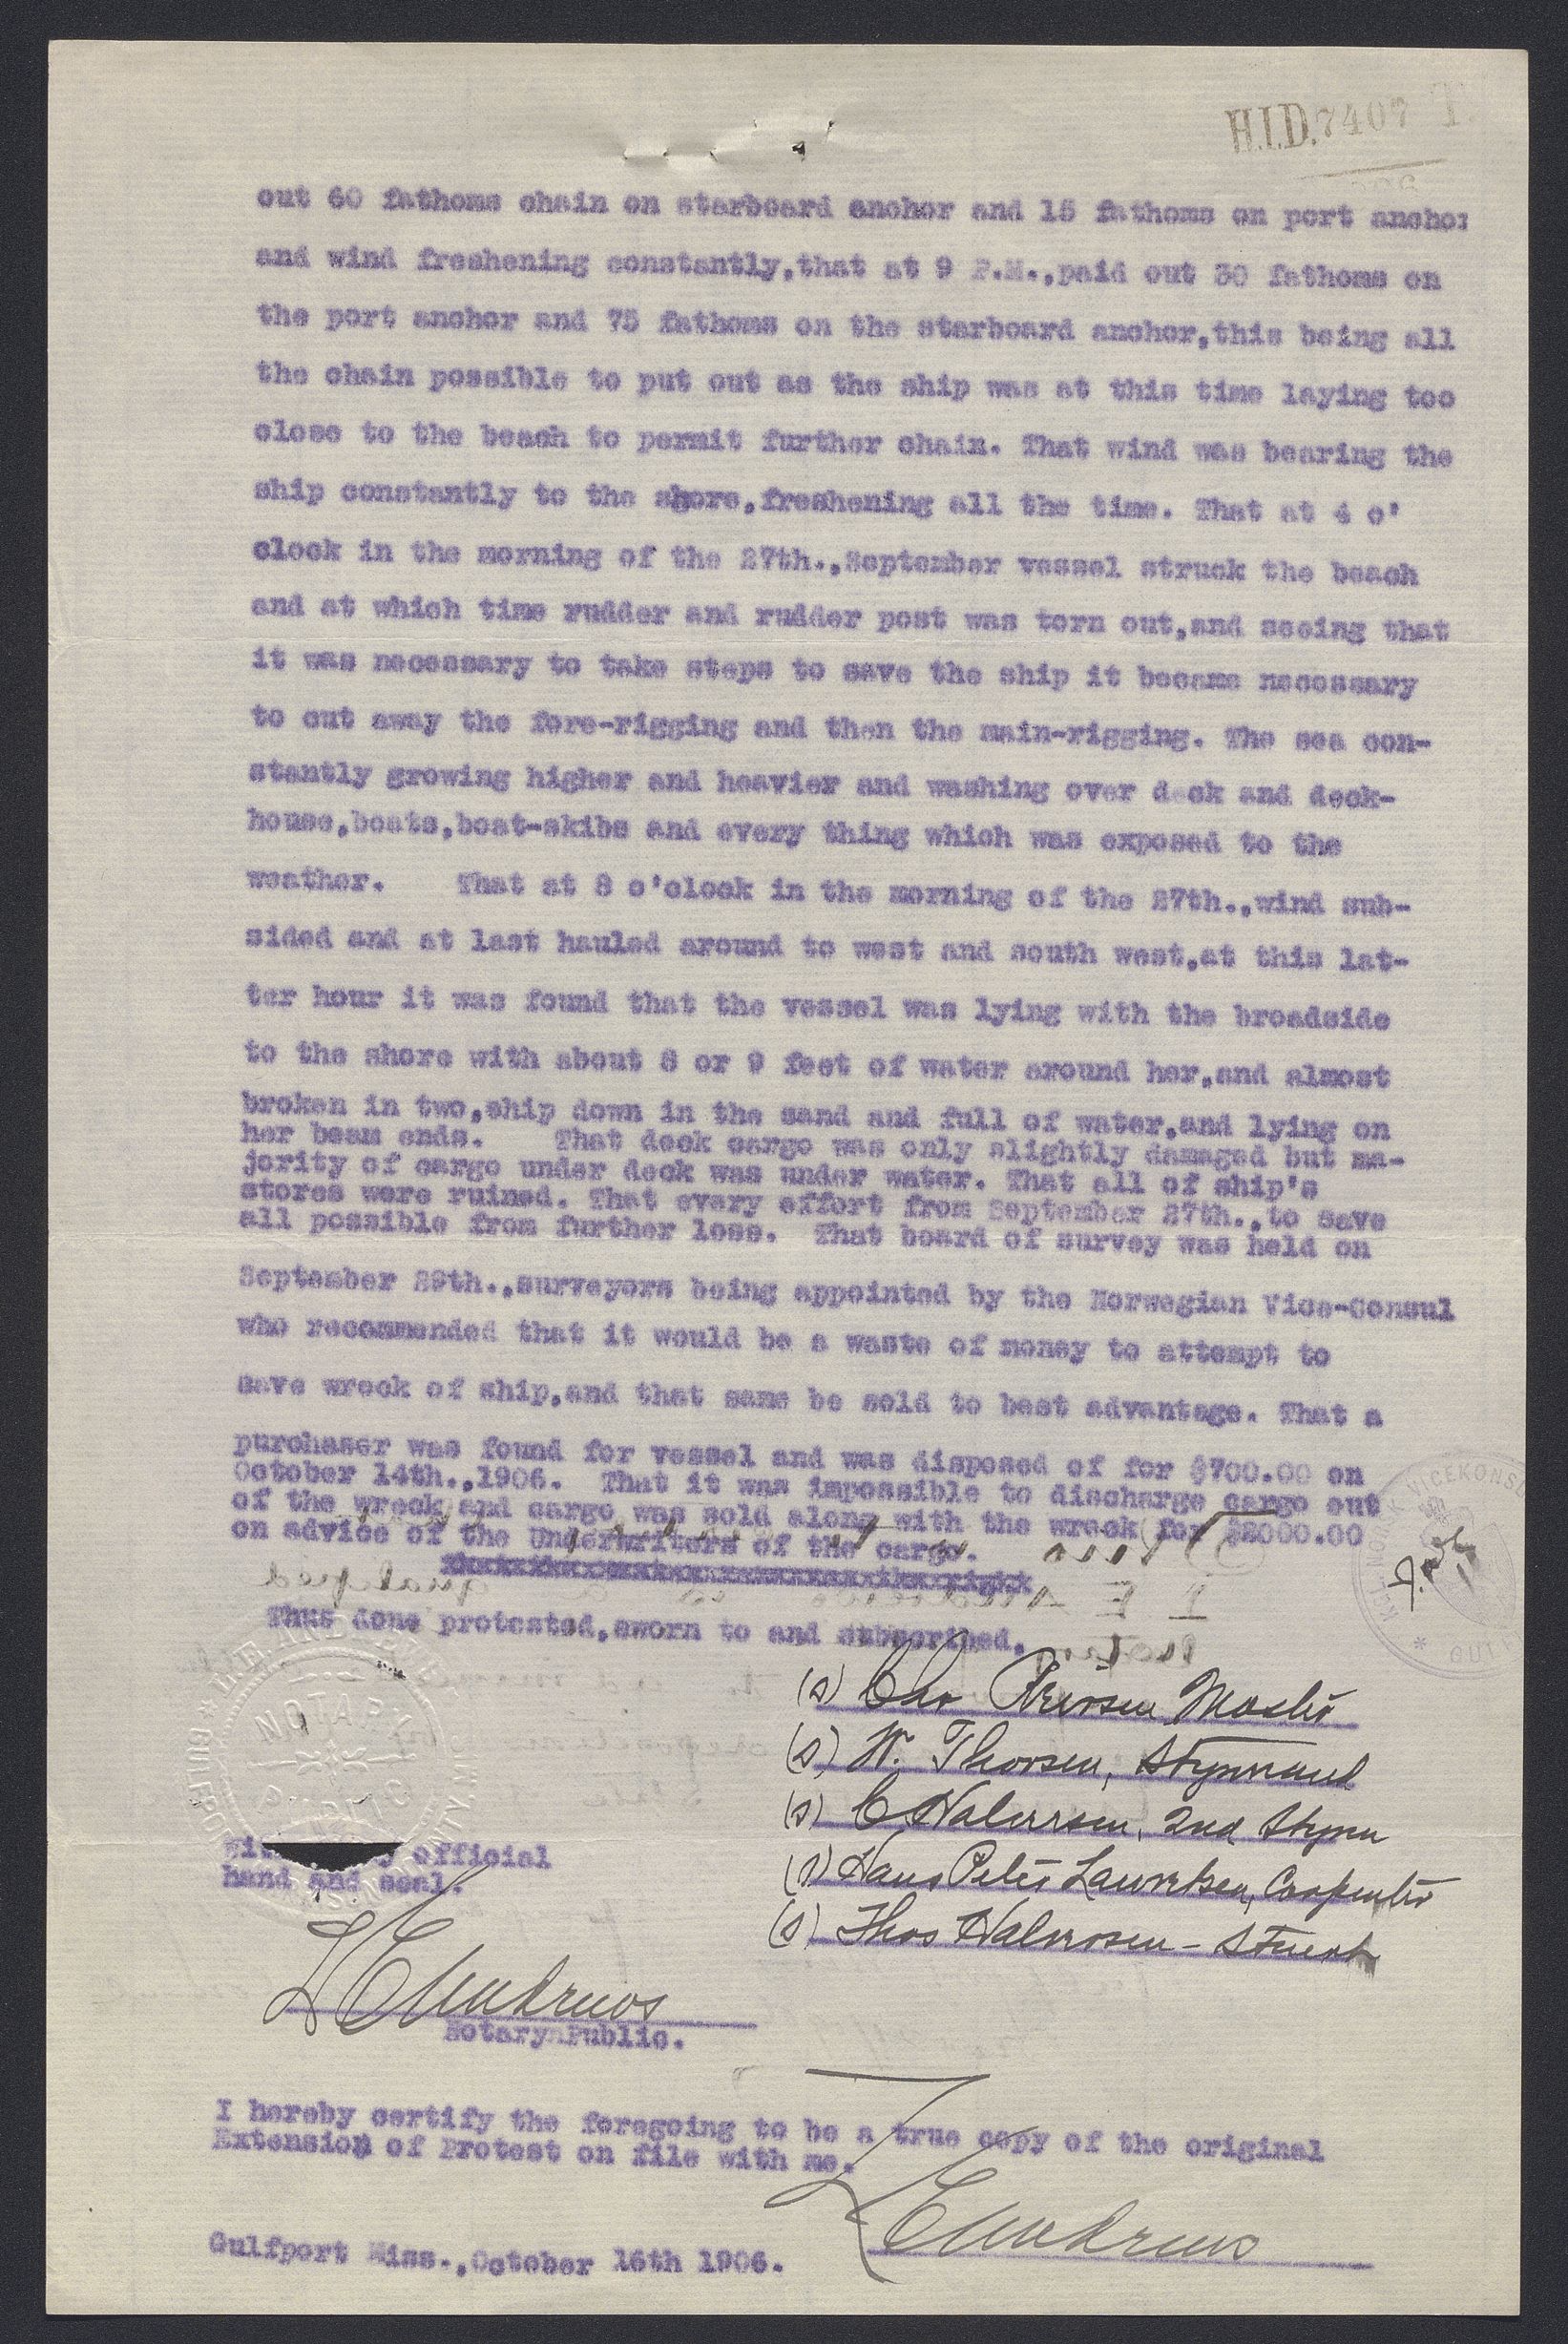 H.I.D. 7407 T.
out 60 fathoms chain on starboard anchor and 15 fathoms on port anchor
and wind freshening constantly,that at 9 P.M.,paid out 30 fathoms on
the port anchor and 75 fathoms on the starboard anchor,this being all
the chain possible to put out as the ship was at this time laying too
close to the beach to permit further chain. That wind was bearing the
ship constantly to the shore,freshening all the time. That at 4 o'
clock in the morning of the 27th.,September vessel struck the beach
and at which time rudder and rudder post was torn out,and seeing that
it was necessary to take steps to save the ship it became necessary
to cut away the fore-rigging and then the main-rigging. The sea con-
stantly growing higher and heavier and washing over deck and deck-
house,boats,boat-skibs and every thing which was exposed to the
weather. That at 8 o'clock in the morning of the 27th.,wind sub-
sided and at last hauled around to west and south west,at this lat-
ter hour it was found that the vessel was lying with the broadside
to the shore with about 8 or 9 feet of water around her,and almost
broken in two,ship down in the sand and full of water,and lying on
her beam ends. That deck cargo was only slightly damaged but ma-
jority of cargo under deck was under water. That all of ship's
stores were ruined. That every effort from September 27th.,to save
all possible from further loss. That board of survey was held on
September 29th.,surveyors being appointed by the Norwegian Vice-Consul
who recommended that it would be a waste of money to attempt to
save wreck of ship,and that same be sold to best advantage. That a
purchaser was found for vessel and was disposed of for $700.00 on
October 14th.,1906. That it was impossible to discharge cargo out
of the wreck and cargo was sold along with the wreck for $2000.00
on advice of the Underwriters of the cargo.
Thus done protested,sworn to and subscribed.
(s) Chr Reinsen Master
(s) W. Thorsen, Styrmand
(s) C Halvorsen, 2nd Styrm
(s) Hans Peter Lauritsen, Carpenter
(s) Thos Halvorsen - Stuert
NOTARY
PUBLIC
official
hand and seal.
L E Andrews
Notary Public.
I hereby certify the foregoing to be a true copy of the original
Extension of Protest on file with me.
L E Andrews
Gulfport Miss.,October 16th 1906.